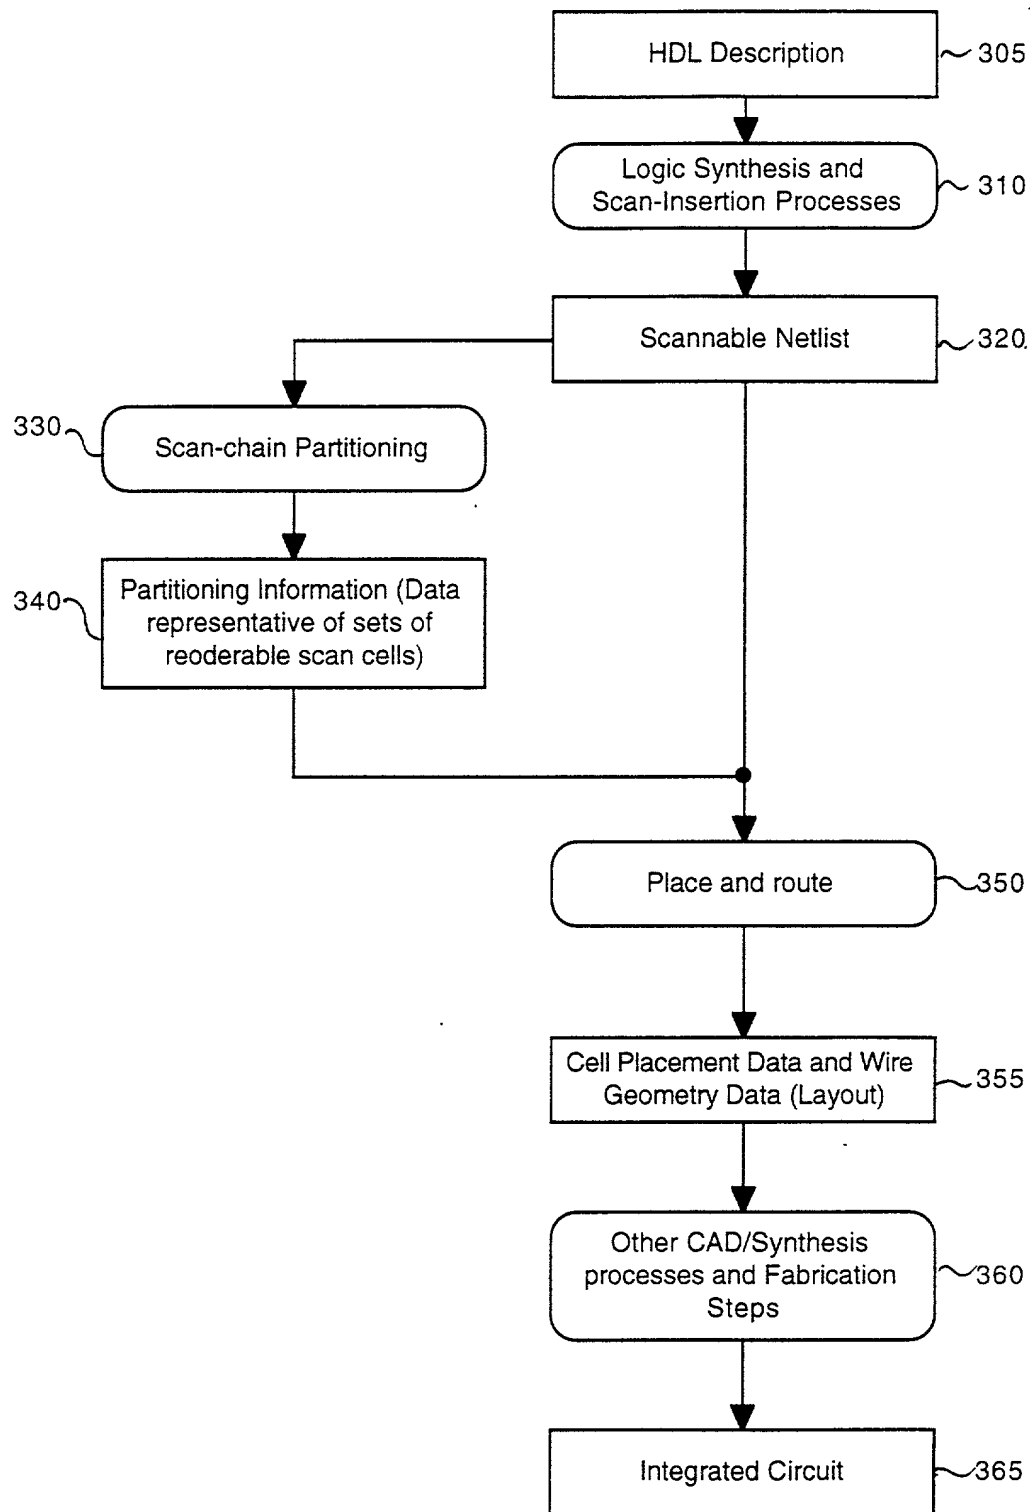 HDL Description
305
Logic Synthesis and
Scan-Insertion Processes
310
Scannable Netlist
320
330
Scan-chain Partitioning
340
Partitioning Information (Data
representative of sets of
reoderable scan cells)
Place and route
350
Cell Placement Data and Wire
Geometry Data (Layout)
355
Other CAD/Synthesis
processes and Fabrication
Steps
360
Integrated Circuit
365